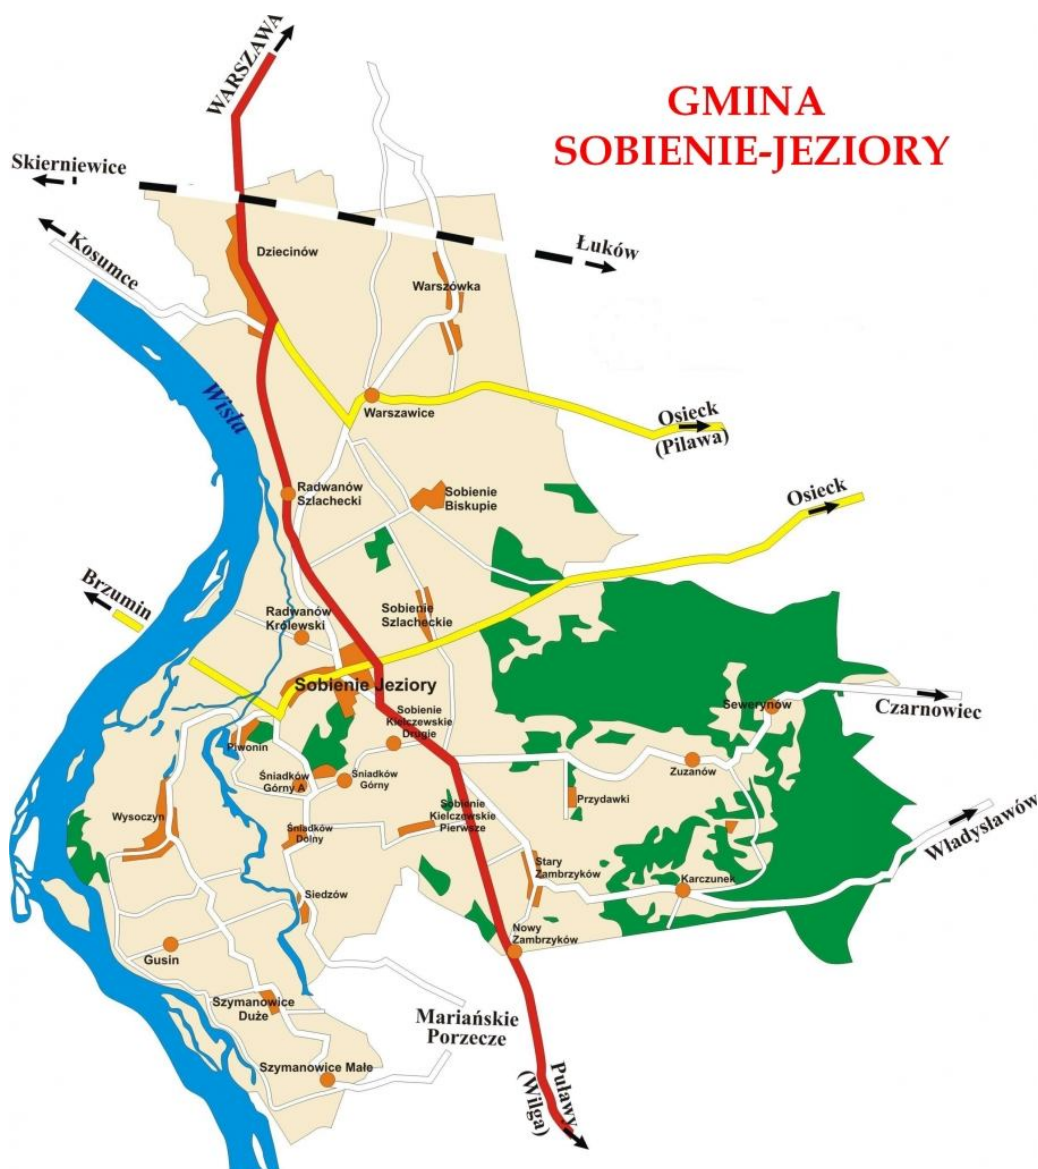 WARSZAWA
GMINA
SOBIENIE-JEZIORY
Skierniewice
Kosumce
Dziecinów
Łuków
Warszówka
Wisła
Warszawice
Osieck
(Pilawa)
Radwanów
Szlachecki
Sobienie
Biskupie
Osieck
Brzumin
Radwanów
Królewski
Sobienie
Szlacheckie
Sobienie Jeziory
Sewerynów
Czarnowiec
Sobienie
Kiełczewskie
Drugie
Piwonin
Śniadków
Górny A
Śniadków
Górny
Zuzanów
Przydawki
Wysoczyn
Sobienie
Kiełczewskie
Pierwsze
Władysławów
Śniadków
Dolny
Stary
Zambrzyków
Karczunek
Siedzów
Nowy
Zambrzyków
Gusin
Szymanowice
Duże
Mariańskie
Porzecze
Szymanowice Małe
Puławy
(Wilga)